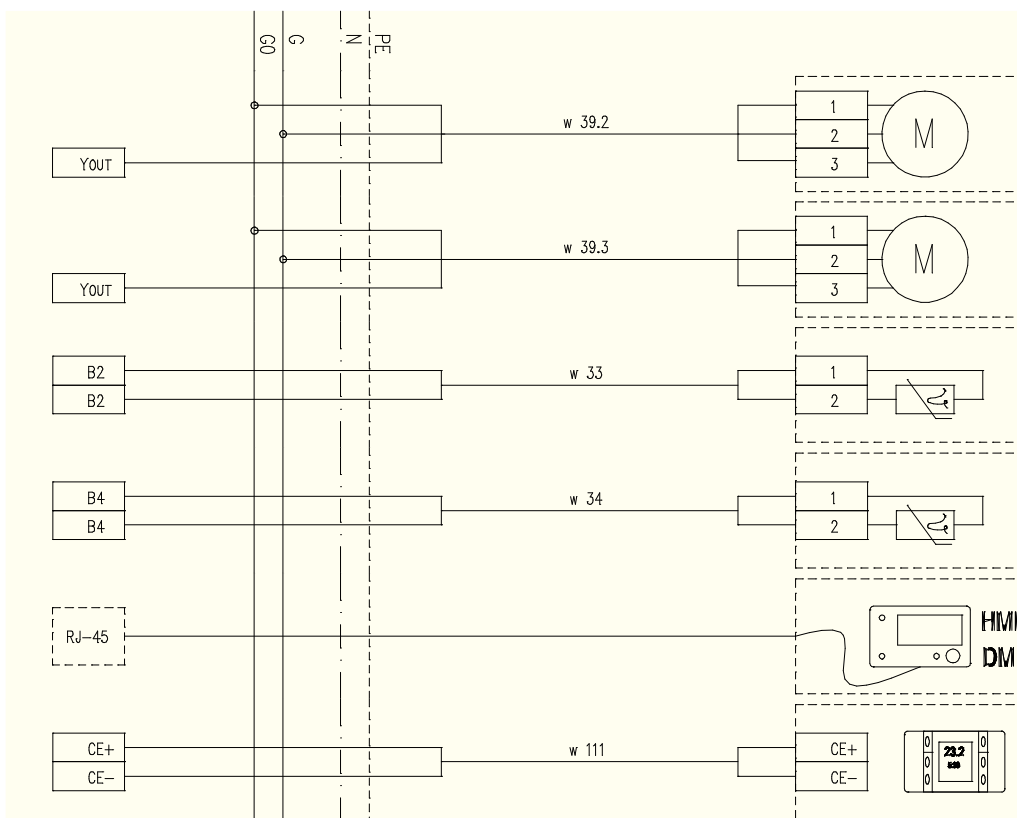 G0 G N PE
w 39.2
1
2
3
M
YOUT
w 39.3
1
2
3
M
YOUT
B2
B2
w 33
1
2
B4
B4
w 34
1
2
RJ-45
HMI
DM
CE+
CE-
w 111
CE+
CE-
23.2